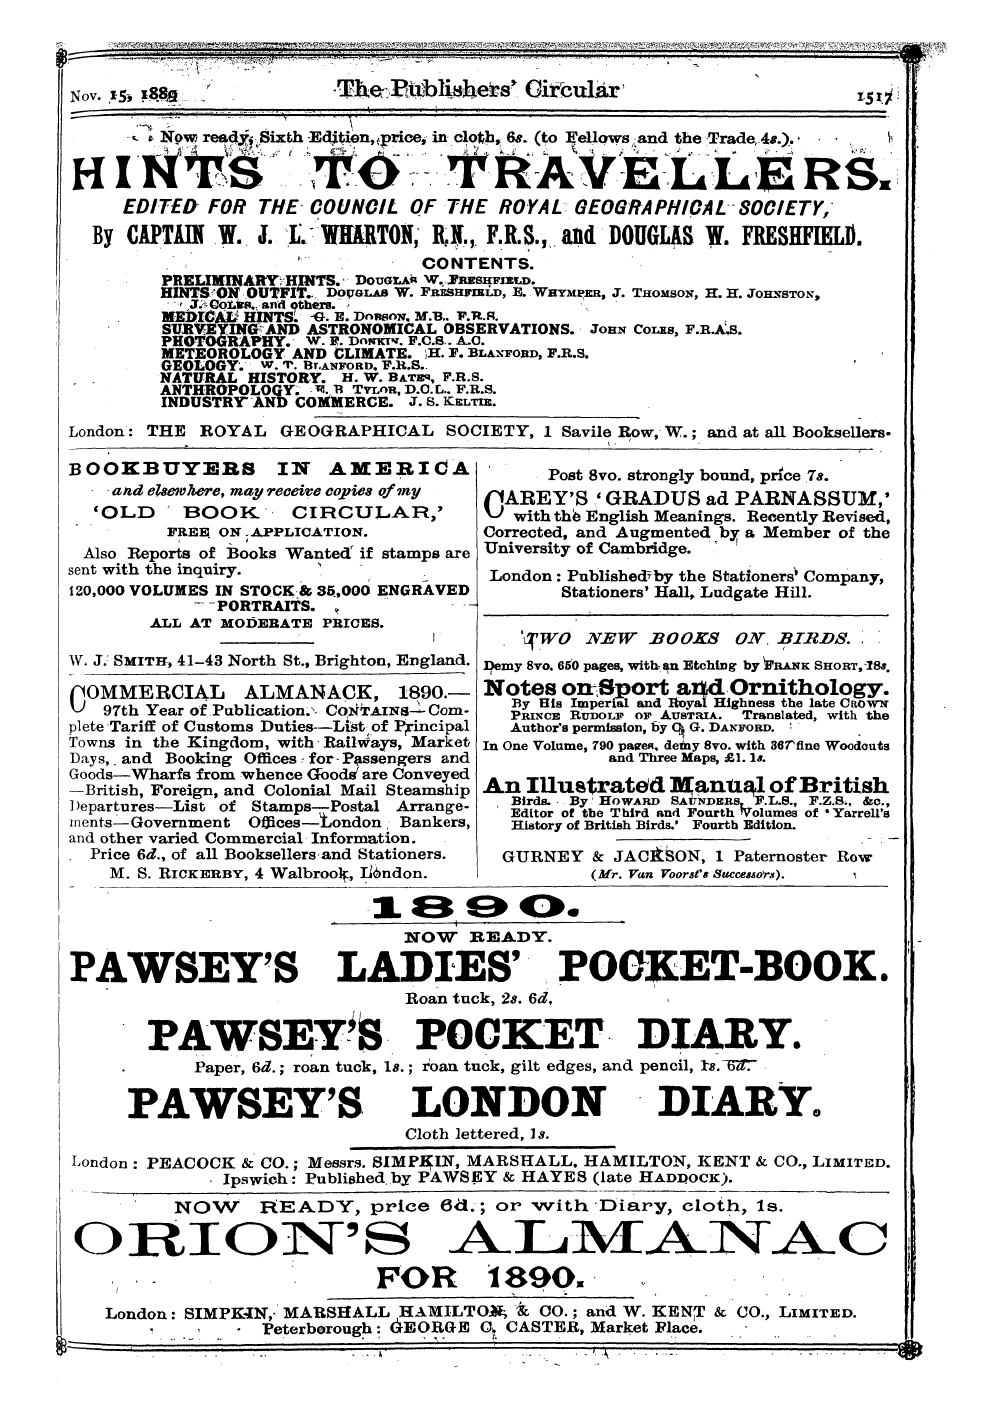 Nov. 15, 1889
The Publishers' Circular
1517
Now ready, Sixth Edition, price, in cloth, 6s. (to Fellows and the Trade 4s.).
HINTS TO TRAVELLERS.
EDITED FOR THE COUNCIL OF THE ROYAL GEOGRAPHICAL SOCIETY,
By CAPTAIN W. J. L. WHARTON, R.N., F.R.S., and DOUGLAS W. FRESHFIELD.
CONTENTS.
PRELIMINARY HINTS. DOUGLAS W. FRESHFIELD.
HINTS ON OUTFIT. DOUGLAS W. FRESHFIELD, E. WHYMPER, J. THOMSON, H. H. JOHNSTON,
J. COLES, and others.
MEDICAL HINTS. G. E. DOBSON, M.B., F.R.S.
SURVEYING AND ASTRONOMICAL OBSERVATIONS. JOHN COLES, F.R.A.S.
PHOTOGRAPHY. W. F. DONKIN, F.C.S., A.C.
METEOROLOGY AND CLIMATE. H. F. BLANFORD, F.R.S.
GEOLOGY. W. T. BLANFORD, F.R.S.
NATURAL HISTORY. H. W. BATES, F.R.S.
ANTHROPOLOGY. E. B TYLOR, D.C.L., F.R.S.
INDUSTRY AND COMMERCE. J. S. KELTIE.
London: THE ROYAL GEOGRAPHICAL SOCIETY, 1 Savile Row, W.; and at all Booksellers.
BOOKBUYERS IN AMERICA
and elsewhere, may receive copies of my
'OLD BOOK CIRCULAR,'
FREE ON APPLICATION.
Also Reports of Books Wanted if stamps are
sent with the inquiry.
120,000 VOLUMES IN STOCK & 35,000 ENGRAVED
PORTRAITS.
ALL AT MODERATE PRICES.
W. J. SMITH, 41-43 North St., Brighton, England.
COMMERCIAL ALMANACK, 1890.—
97th Year of Publication. CONTAINS—Com-
plete Tariff of Customs Duties—List of Principal
Towns in the Kingdom, with Railways, Market
Days, and Booking Offices for Passengers and
Goods—Wharfs from whence Goods are Conveyed
—British, Foreign, and Colonial Mail Steamship
Departures—List of Stamps—Postal Arrange-
ments—Government Offices—London Bankers,
and other varied Commercial Information.
Price 6d., of all Booksellers and Stationers.
M. S. RICKERBY, 4 Walbrook, London.
Post 8vo. strongly bound, price 7s.
CAREY'S 'GRADUS ad PARNASSUM,'
with the English Meanings. Recently Revised,
Corrected, and Augmented by a Member of the
University of Cambridge.
London: Published by the Stationers' Company,
Stationers' Hall, Ludgate Hill.
TWO NEW BOOKS ON BIRDS.
Demy 8vo. 650 pages, with an Etching by FRANK SHORT, 18s.
Notes on Sport and Ornithology.
By His Imperial and Royal Highness the late CROWN
PRINCE RUDOLF OF AUSTRIA. Translated, with the
Author's permission, by C. G. DANFORD.
In One Volume, 790 pages, demy 8vo. with 367 fine Woodcuts
and Three Maps, £1. 1s.
An Illustrated Manual of British
Birds. By HOWARD SAUNDERS, F.L.S., F.Z.S., &c.,
Editor of the Third and Fourth Volumes of 'Yarrell's
History of British Birds.' Fourth Edition.
GURNEY & JACKSON, 1 Paternoster Row
(Mr. Van Voorst's Successors).
1890.
NOW READY.
PAWSEY'S LADIES' POCKET-BOOK.
Roan tuck, 2s. 6d.
PAWSEY'S POCKET DIARY.
Paper, 6d.; roan tuck, 1s.; roan tuck, gilt edges, and pencil, 1s. 6d.
PAWSEY'S LONDON DIARY.
Cloth lettered, 1s.
London: PEACOCK & CO.; Messrs. SIMPKIN, MARSHALL, HAMILTON, KENT & CO., LIMITED.
Ipswich: Published by PAWSEY & HAYES (late HADDOCK).
NOW READY, price 6d.; or with Diary, cloth, 1s.
ORION'S ALMANAC
FOR 1890.
London: SIMPKIN, MARSHALL HAMILTON, & CO.; and W. KENT & CO., LIMITED.
Peterborough: GEORGE C. CASTER, Market Place.